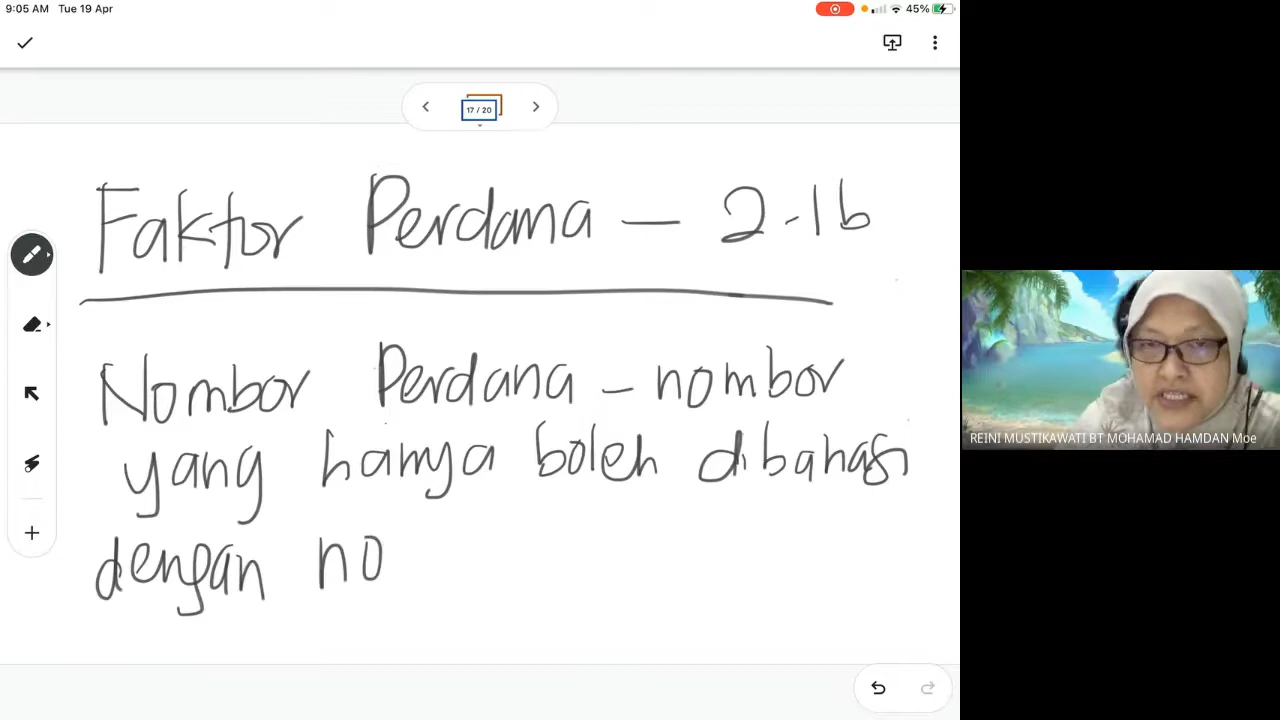 9:05 AM Tue 19 Apr
45%
17 / 20
Faktor Perdana – 2.1b
Nombor Perdana – nombor
yang hanya boleh dibahagi
dengan no
REINI MUSTIKAWATI BT MOHAMAD HAMDAN Moe